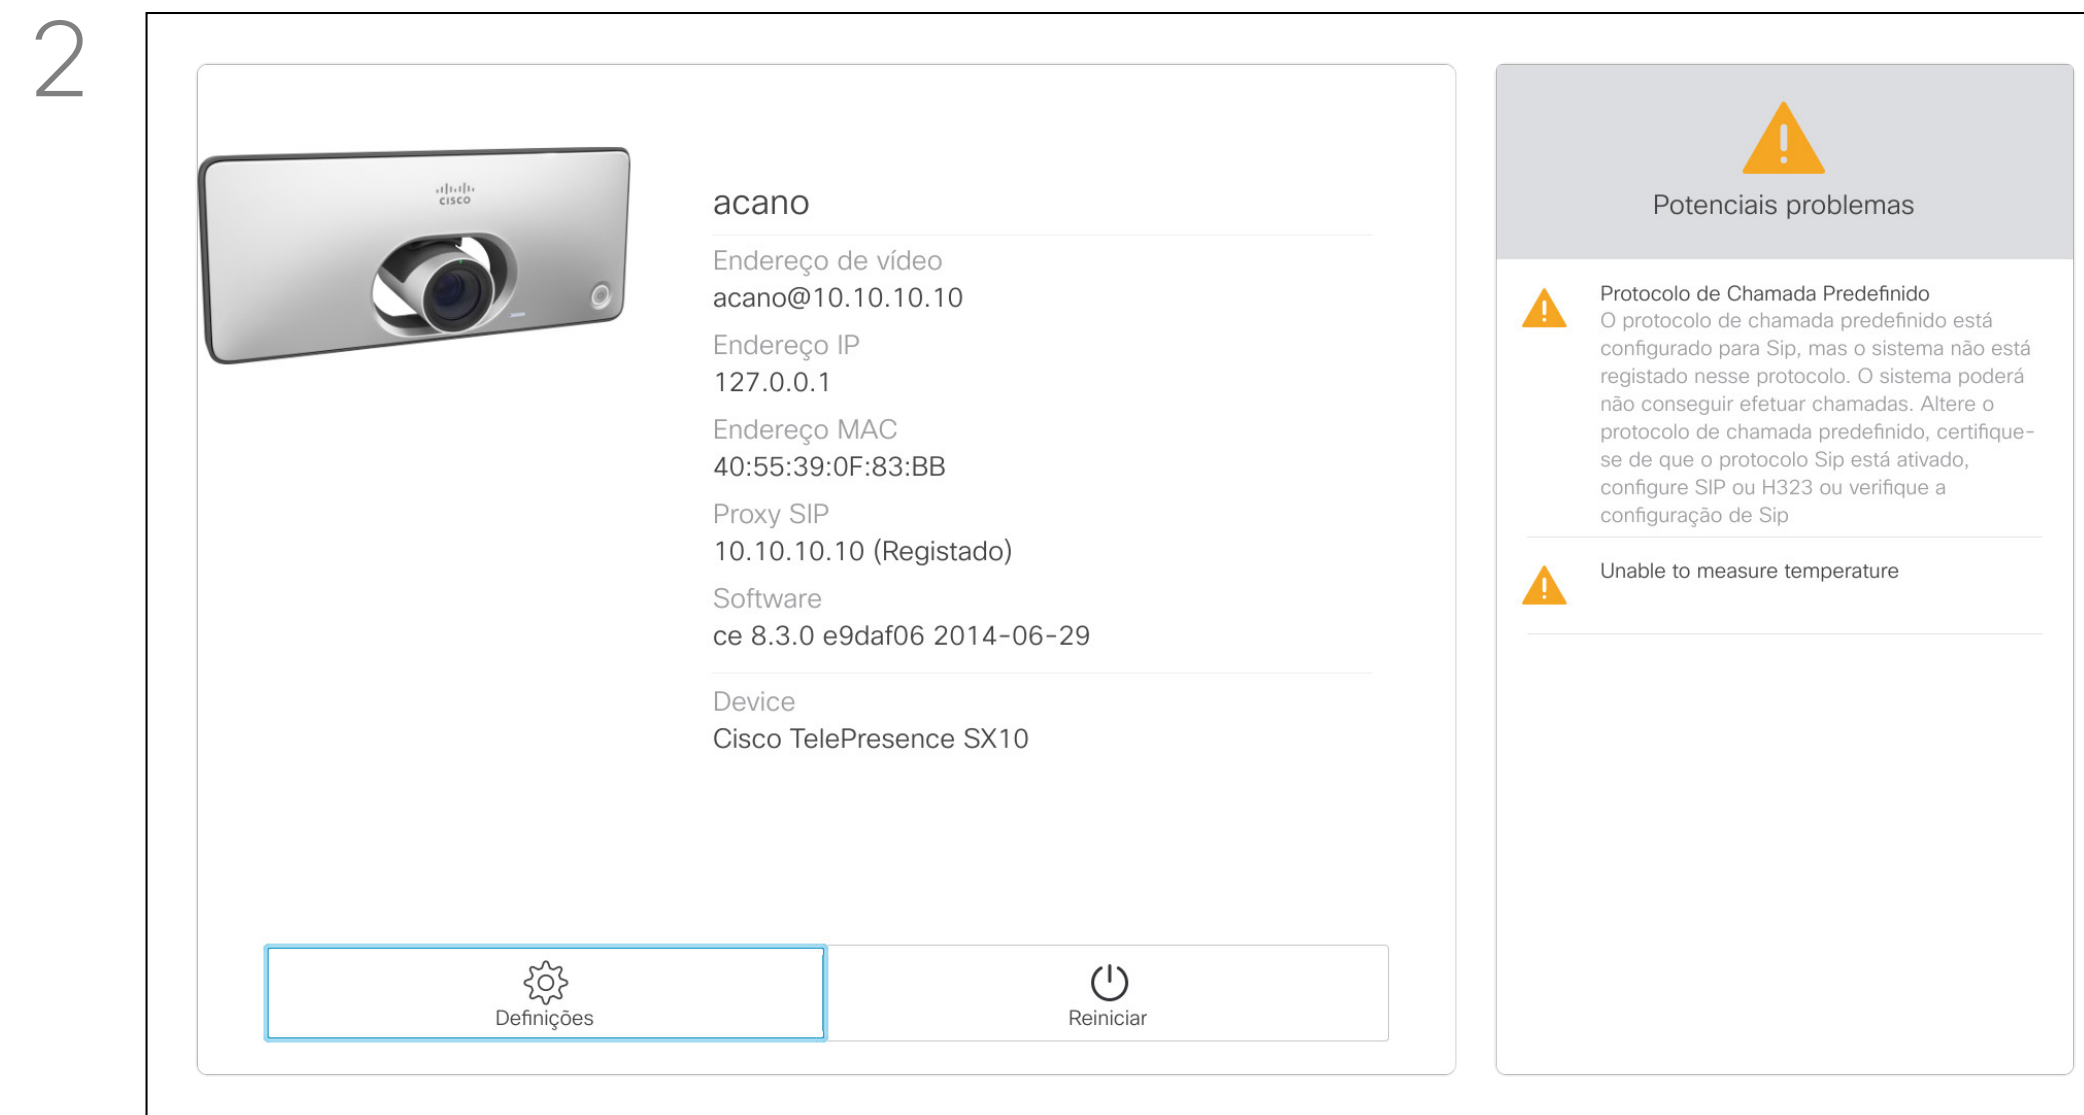 2
CISCO
acano
Endereço de vídeo
acano@10.10.10.10
Endereço IP
127.0.0.1
Endereço MAC
40:55:39:0F:83:BB
Proxy SIP
10.10.10.10 (Registado)
Software
ce 8.3.0 e9daf06 2014-06-29
Device
Cisco TelePresence SX10
Definições
Reiniciar
Potenciais problemas
Protocolo de Chamada Predefinido
O protocolo de chamada predefinido está
configurado para Sip, mas o sistema não está
registado nesse protocolo. O sistema poderá
não conseguir efetuar chamadas. Altere o
protocolo de chamada predefinido, certifique-
se de que o protocolo Sip está ativado,
configure SIP ou H323 ou verifique a
configuração de Sip
Unable to measure temperature